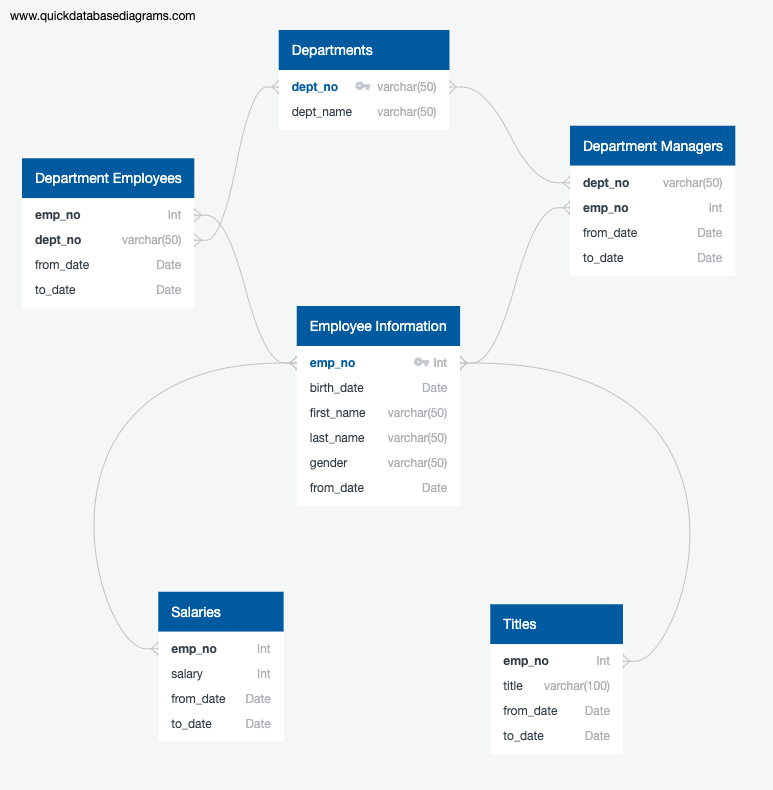 www.quickdatabasediagrams.com
Departments
dept_no varchar(50)
dept_name varchar(50)
Department Managers
dept_no varchar(50)
emp_no Int
from_date Date
to_date Date
Department Employees
emp_no Int
dept_no varchar(50)
from_date Date
to_date Date
Employee Information
emp_no Int
birth_date Date
first_name varchar(50)
last_name varchar(50)
gender varchar(50)
from_date Date
Salaries
emp_no Int
salary Int
from_date Date
to_date Date
Titles
emp_no Int
title varchar(100)
from_date Date
to_date Date